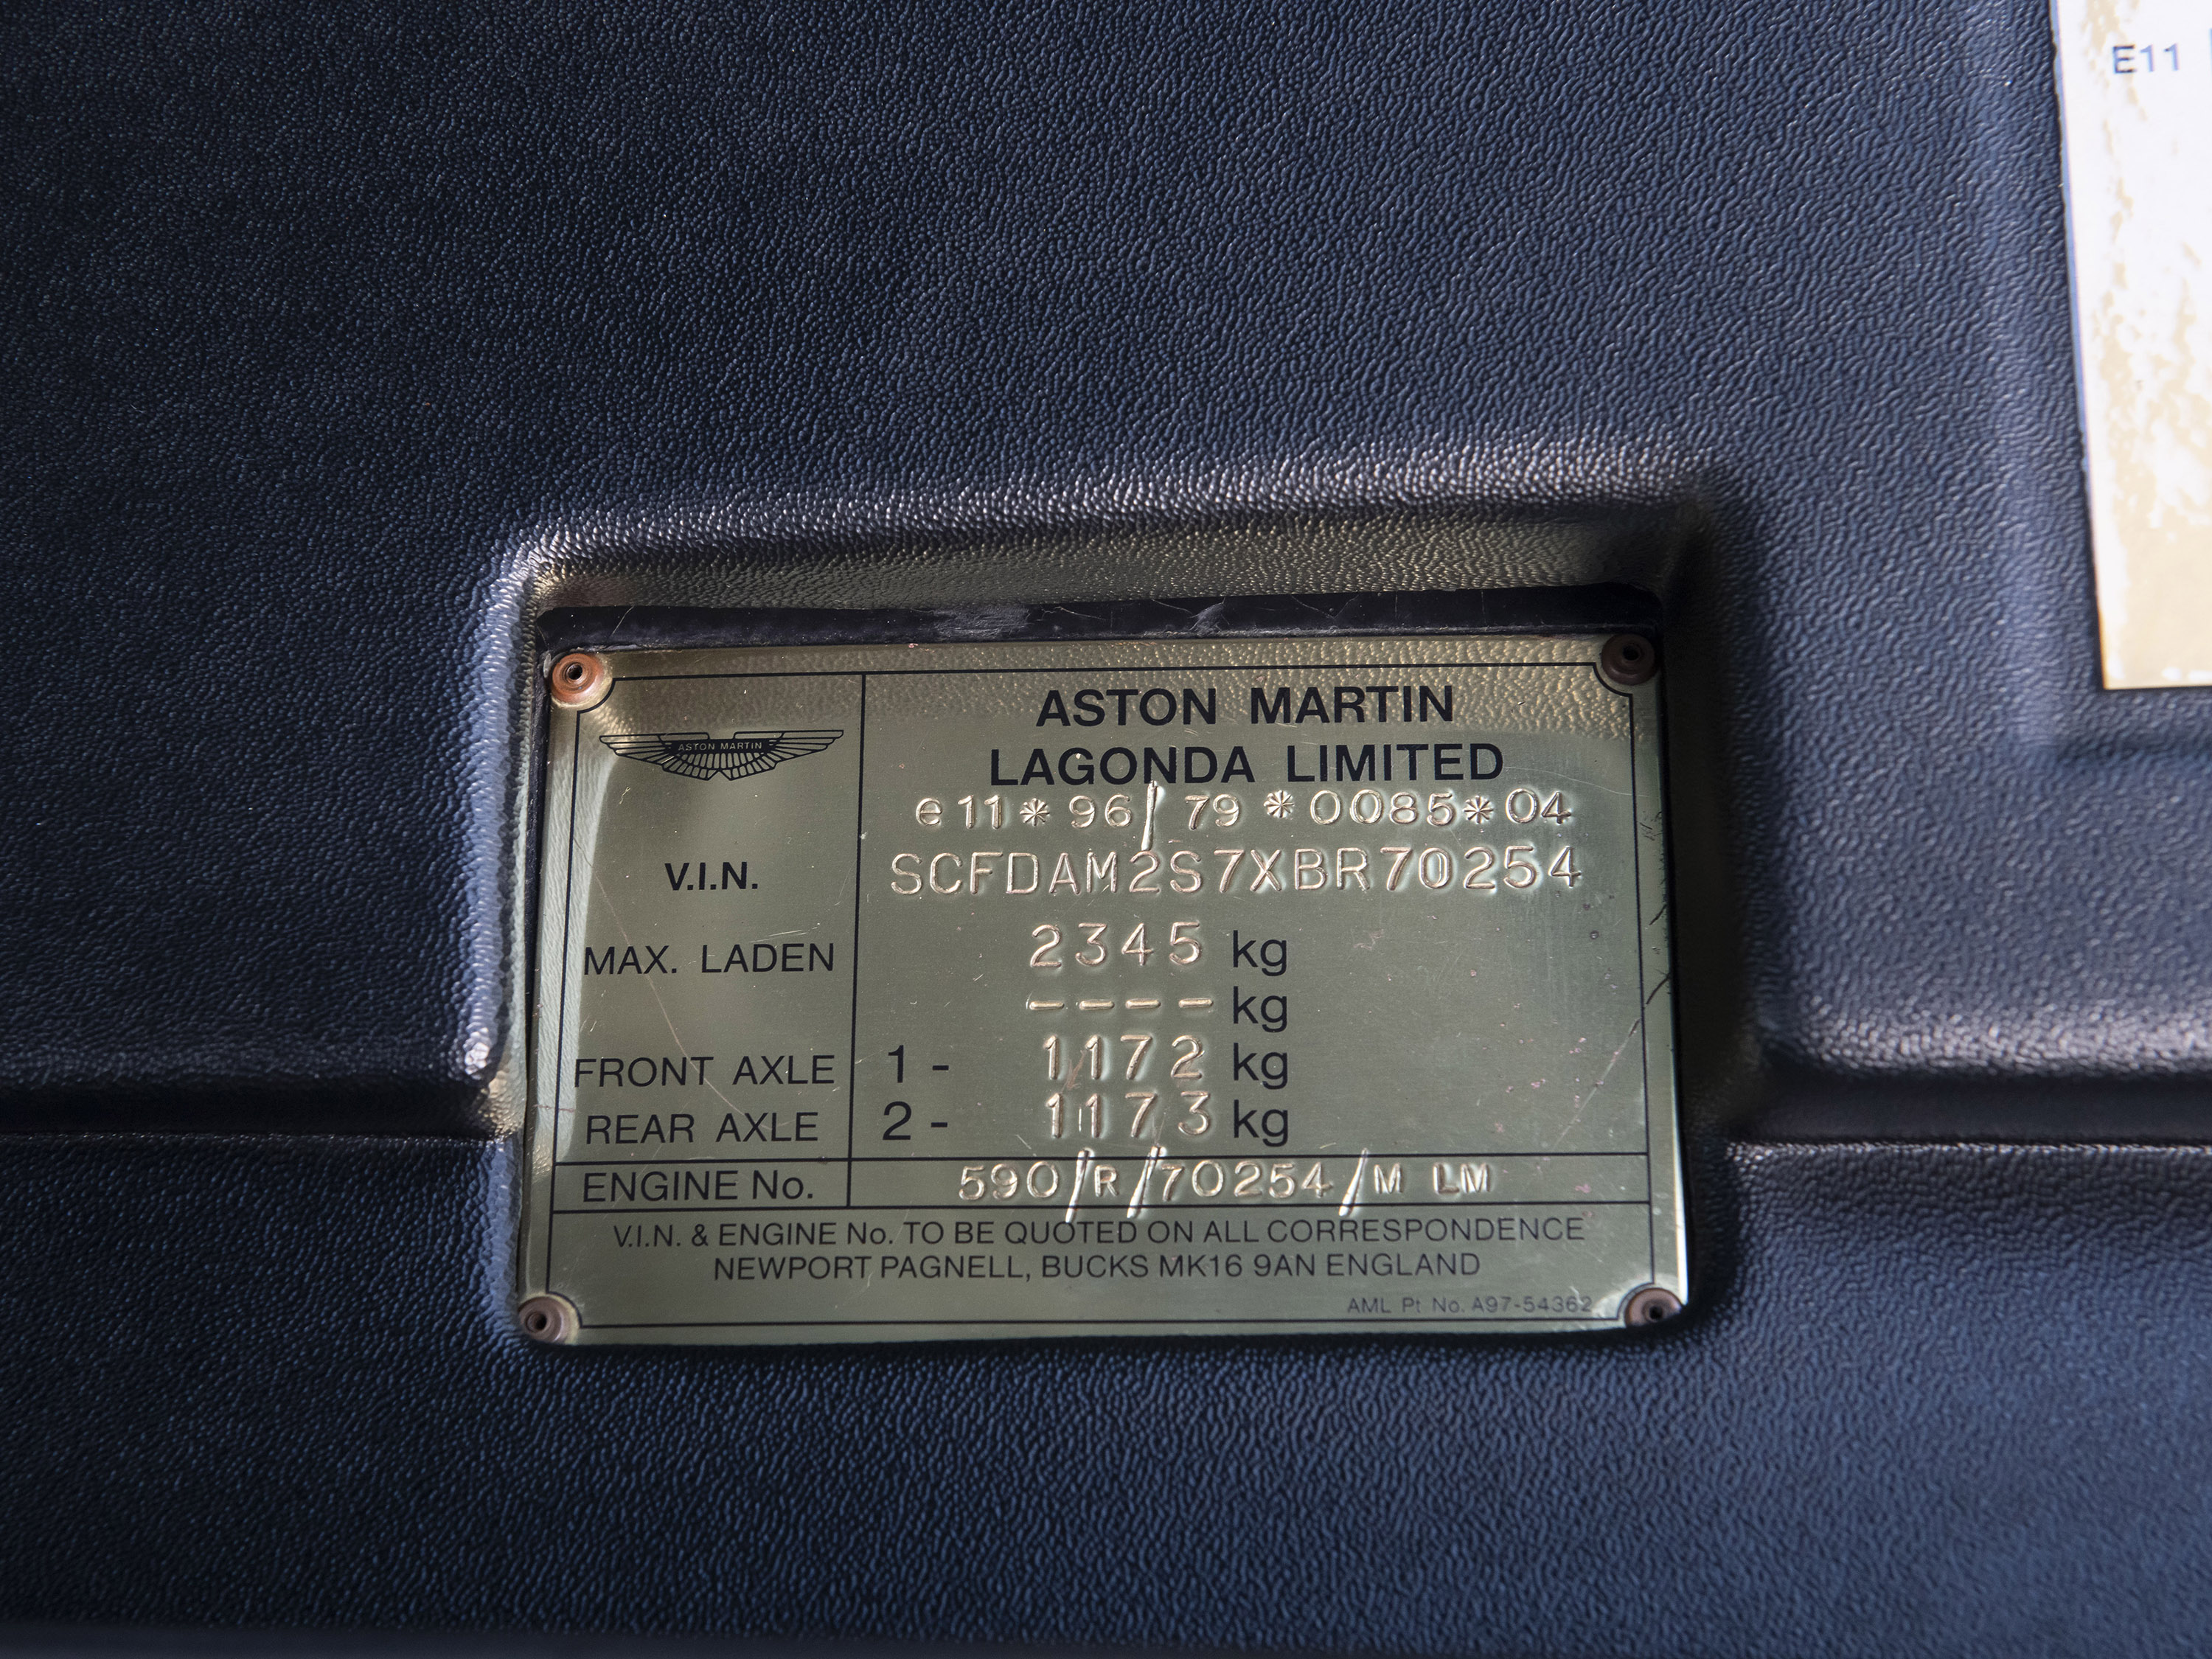 E11
ASTON MARTIN
ASTON MARTIN
LAGONDA LIMITED
e11*96/79*0085*04
V.I.N. SCFDAM2S7XBR70254
MAX. LADEN 2345 kg
---- kg
FRONT AXLE 1- 1172 kg
REAR AXLE 2- 1173 kg
ENGINE No. 590/R/70254/M LM
V.I.N. & ENGINE No. TO BE QUOTED ON ALL CORRESPONDENCE
NEWPORT PAGNELL, BUCKS MK16 9AN ENGLAND
AML Pt No. A97-54362